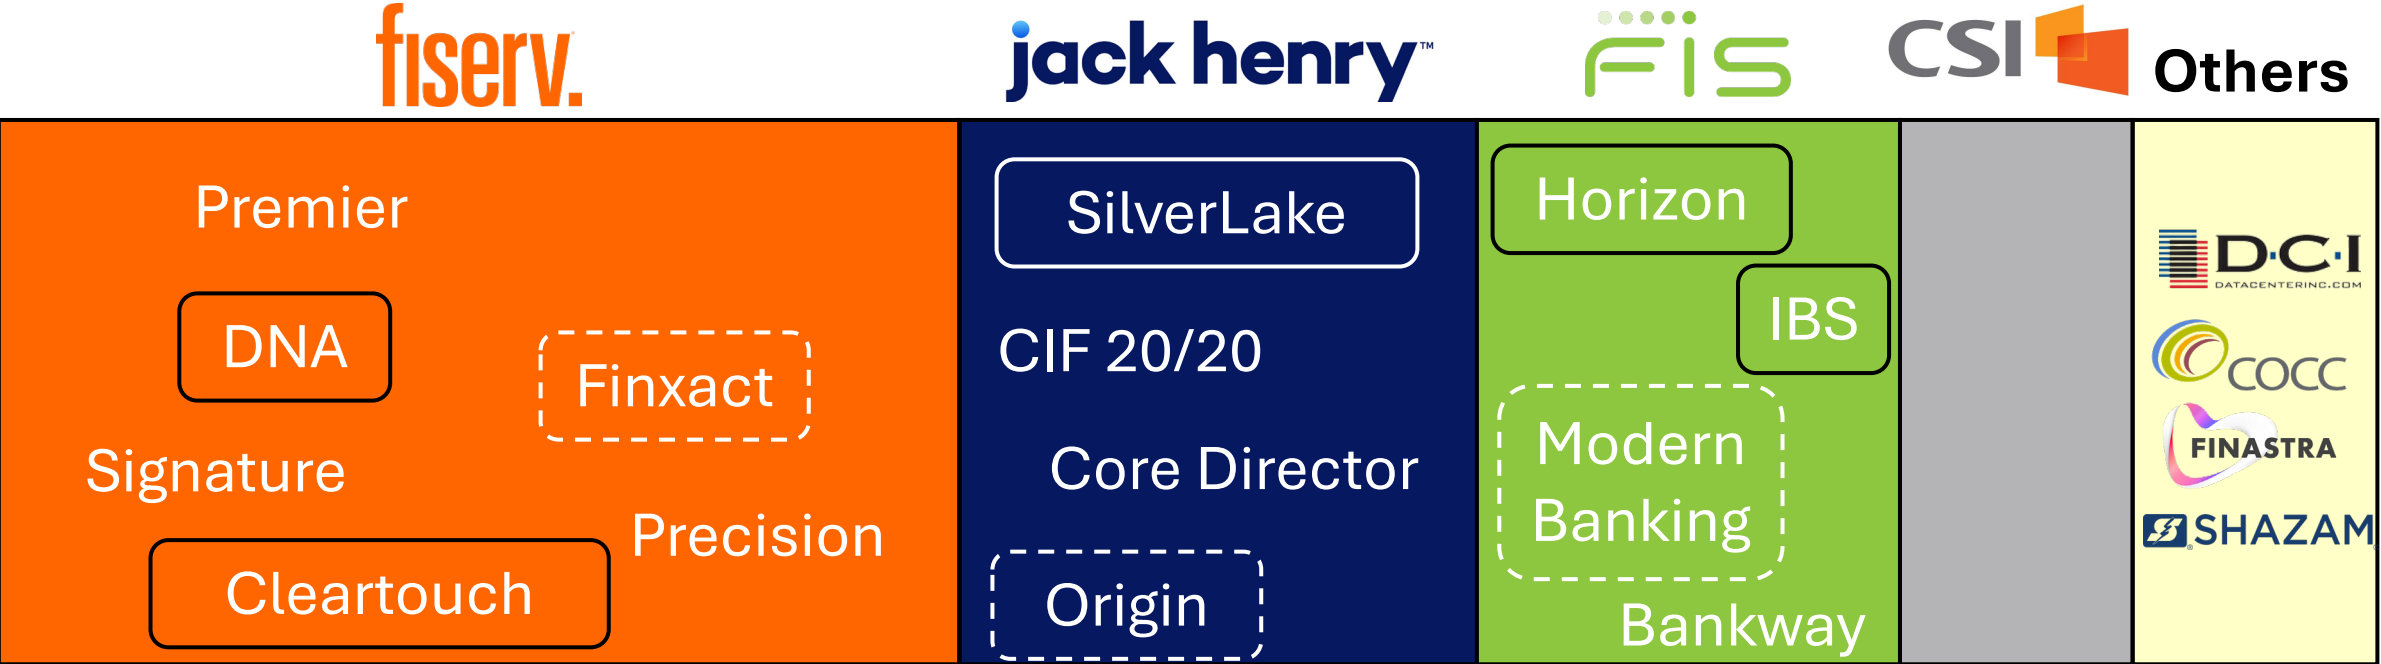 fiserv.
jack henry™
FIS
CSI
Others
Premier
DNA
Finxact
Signature
Precision
Cleartouch
SilverLake
CIF 20/20
Core Director
Origin
Horizon
IBS
Modern
Banking
Bankway
D·C·I
DATACENTERINC.COM
COCC
FINASTRA
SHAZAM